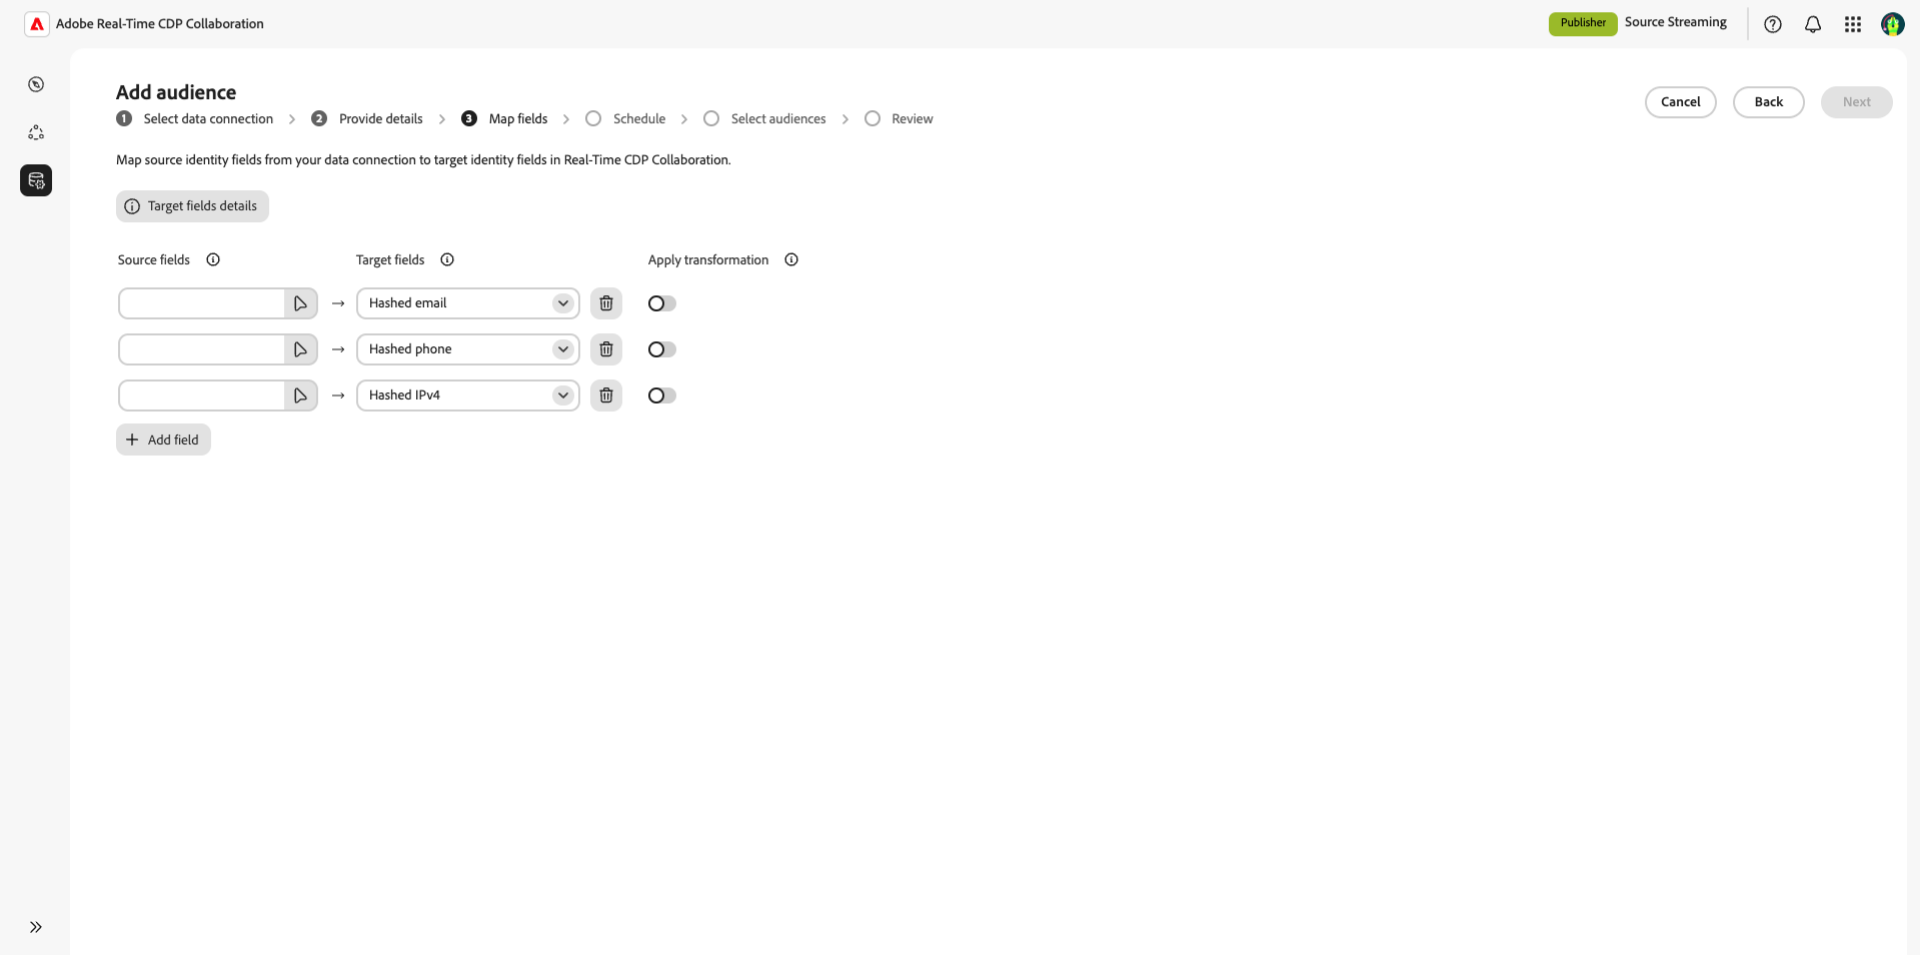 Adobe Real-Time CDP Collaboration
Publisher Source Streaming
Add audience
Cancel Back Next
1 Select data connection 2 Provide details 3 Map fields Schedule Select audiences Review
Map source identity fields from your data connection to target identity fields in Real-Time CDP Collaboration.
Target fields details
Source fields Target fields Apply transformation
Hashed email
Hashed phone
Hashed IPv4
Add field